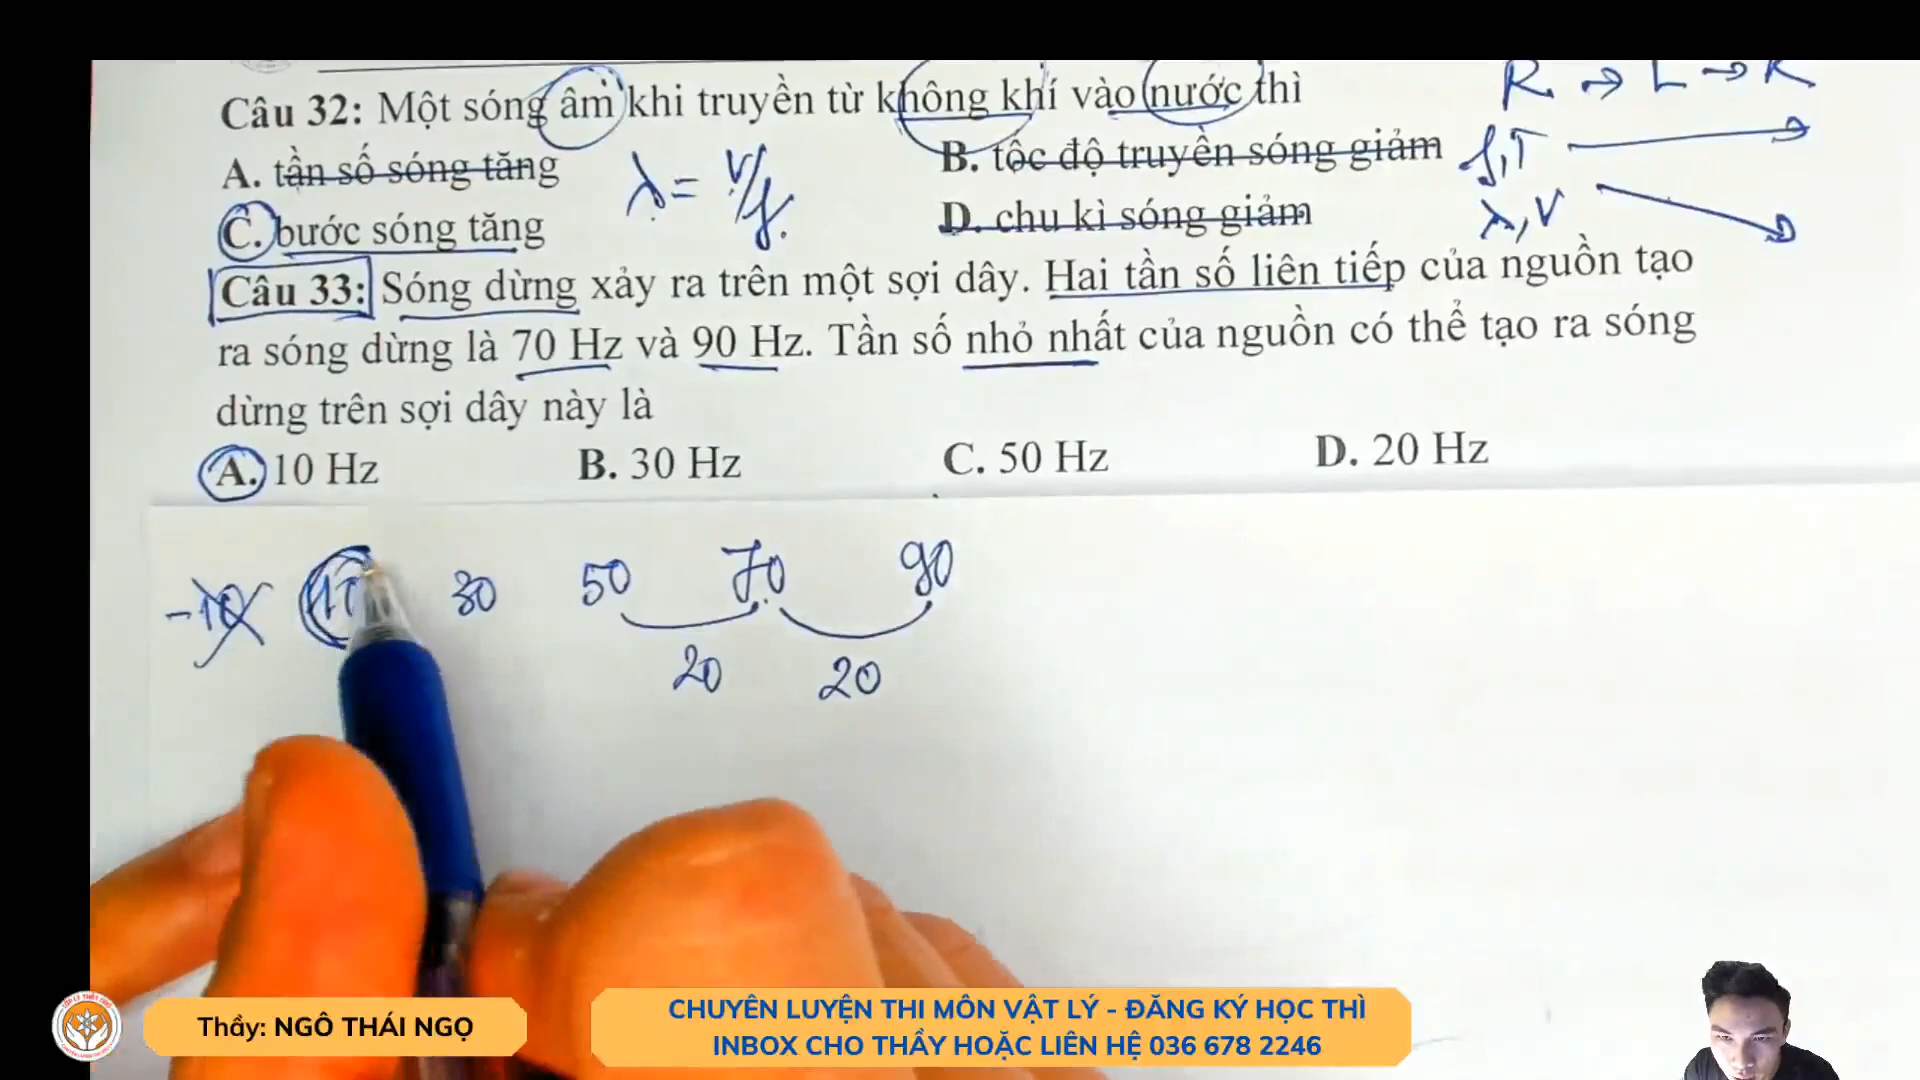 Câu 32: Một sóng âm khi truyền từ không khí vào nước thì
R → L → K
A. tần số sóng tăng
B. tốc độ truyền sóng giảm
f, T
λ = v/f.
C. bước sóng tăng
D. chu kì sóng giảm
λ, v
Câu 33: Sóng dừng xảy ra trên một sợi dây. Hai tần số liên tiếp của nguồn tạo
ra sóng dừng là 70 Hz và 90 Hz. Tần số nhỏ nhất của nguồn có thể tạo ra sóng
dừng trên sợi dây này là
A. 10 Hz
B. 30 Hz
C. 50 Hz
D. 20 Hz
-10 30 50 70 90
20 20
Thầy: NGÔ THÁI NGỌ
CHUYÊN LUYỆN THI MÔN VẬT LÝ - ĐĂNG KÝ HỌC THÌ
INBOX CHO THẦY HOẶC LIÊN HỆ 036 678 2246